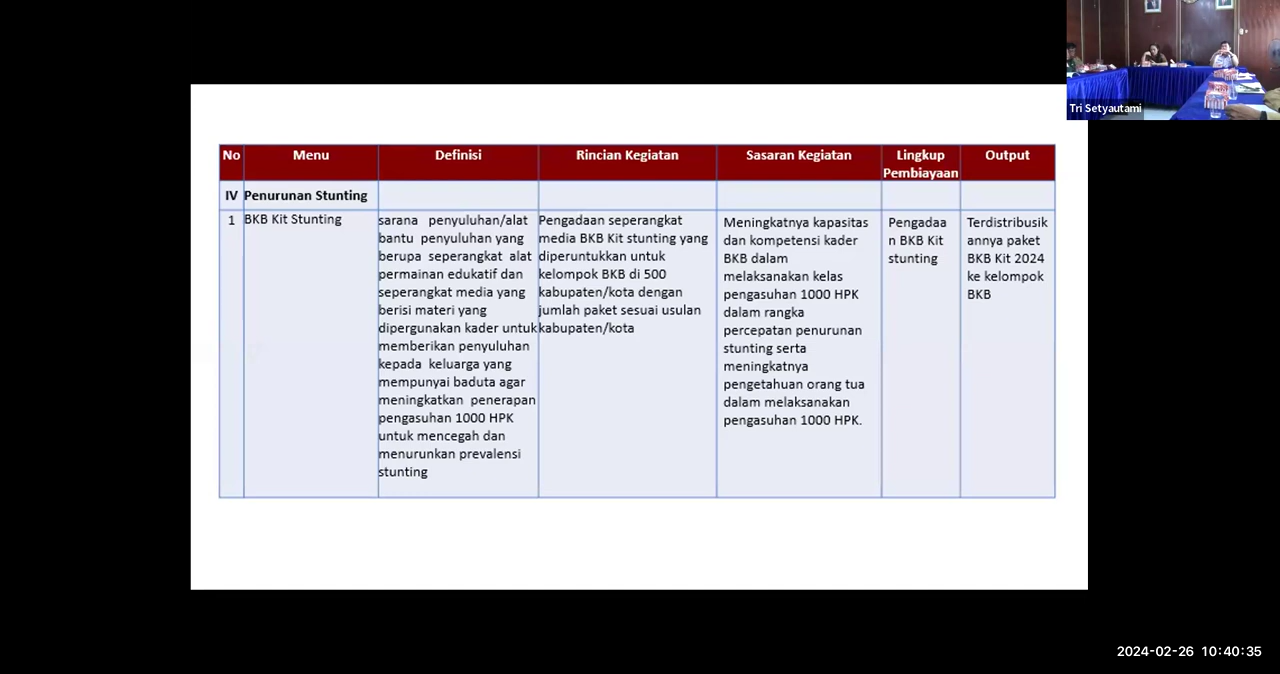 Tri Setyautami
No Menu Definisi Rincian Kegiatan Sasaran Kegiatan Lingkup Pembiayaan Output
IV Penurunan Stunting
1 BKB Kit Stunting
sarana penyuluhan/alat
bantu penyuluhan yang
berupa seperangkat alat
permainan edukatif dan
seperangkat media yang
berisi materi yang
dipergunakan kader untuk
memberikan penyuluhan
kepada keluarga yang
mempunyai baduta agar
meningkatkan penerapan
pengasuhan 1000 HPK
untuk mencegah dan
menurunkan prevalensi
stunting
Pengadaan seperangkat
media BKB Kit stunting yang
diperuntukkan untuk
kelompok BKB di 500
kabupaten/kota dengan
jumlah paket sesuai usulan
kabupaten/kota
Meningkatnya kapasitas
dan kompetensi kader
BKB dalam
melaksanakan kelas
pengasuhan 1000 HPK
dalam rangka
percepatan penurunan
stunting serta
meningkatnya
pengetahuan orang tua
dalam melaksanakan
pengasuhan 1000 HPK.
Pengadaa
n BKB Kit
stunting
Terdistribusik
annya paket
BKB Kit 2024
ke kelompok
BKB
2024-02-26 10:40:35